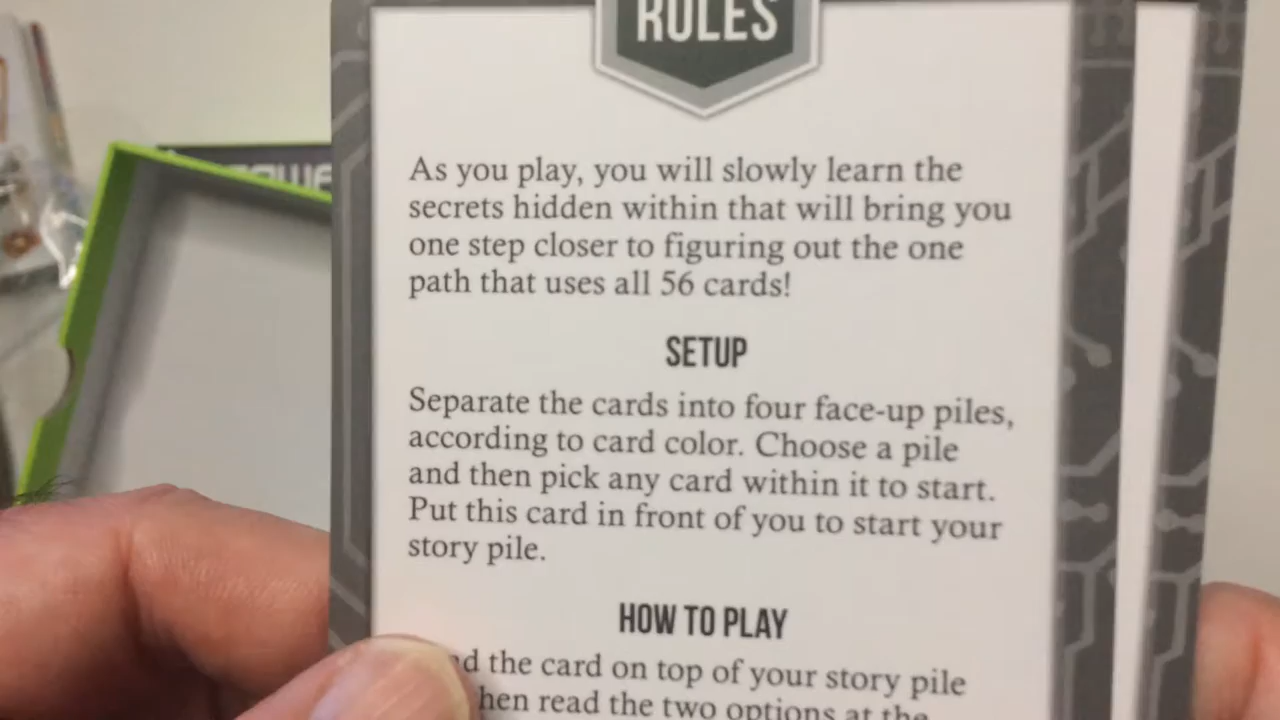 RULES
As you play, you will slowly learn the
secrets hidden within that will bring you
one step closer to figuring out the one
path that uses all 56 cards!
SETUP
Separate the cards into four face-up piles,
according to card color. Choose a pile
and then pick any card within it to start.
Put this card in front of you to start your
story pile.
HOW TO PLAY
the card on top of your story pile
read the two options at the